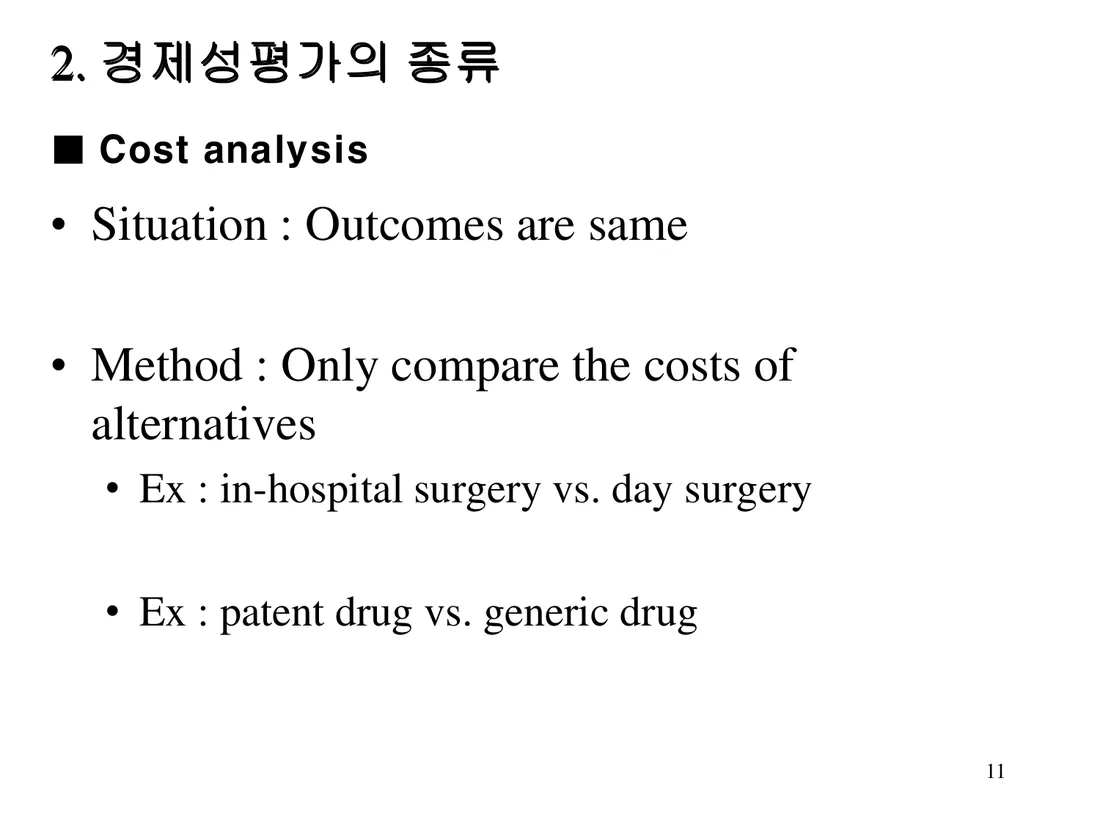 2. 경제성평가의 종류
■ Cost analysis
• Situation : Outcomes are same
• Method : Only compare the costs of
alternatives
• Ex : in-hospital surgery vs. day surgery
• Ex : patent drug vs. generic drug
11